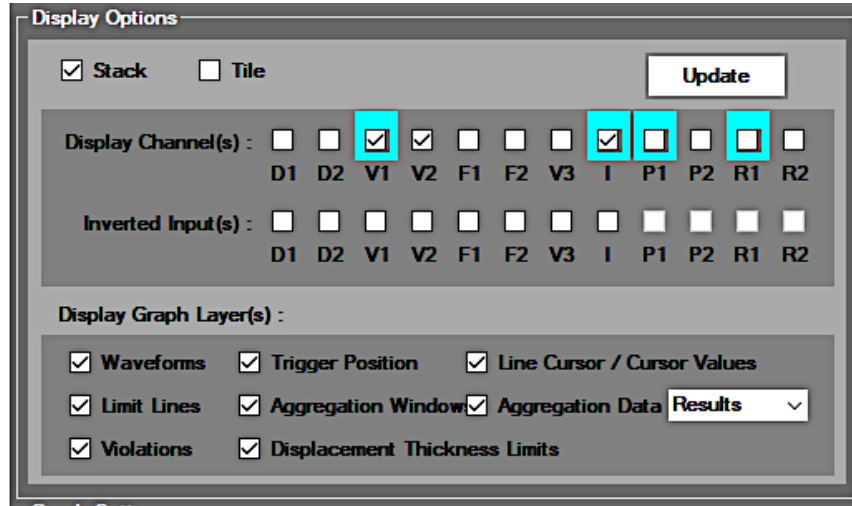 Display Options
Stack Tile Update
Display Channel(s) :
D1 D2 V1 V2 F1 F2 V3 I P1 P2 R1 R2
Inverted Input(s) :
D1 D2 V1 V2 F1 F2 V3 I P1 P2 R1 R2
Display Graph Layer(s) :
Waveforms Trigger Position Line Cursor / Cursor Values
Limit Lines Aggregation Window Aggregation Data Results
Violations Displacement Thickness Limits